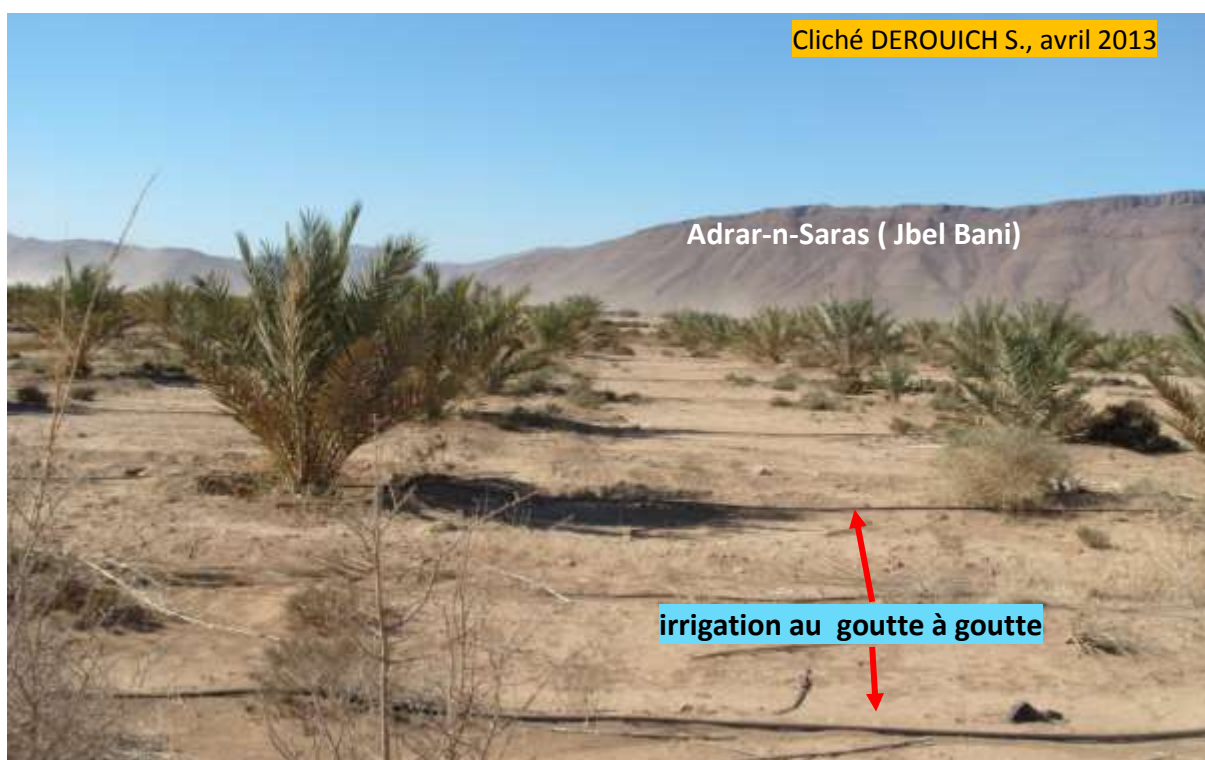 Cliché DEROUICH S., avril 2013
Adrar-n-Saras ( Jbel Bani)
irrigation au goutte à goutte